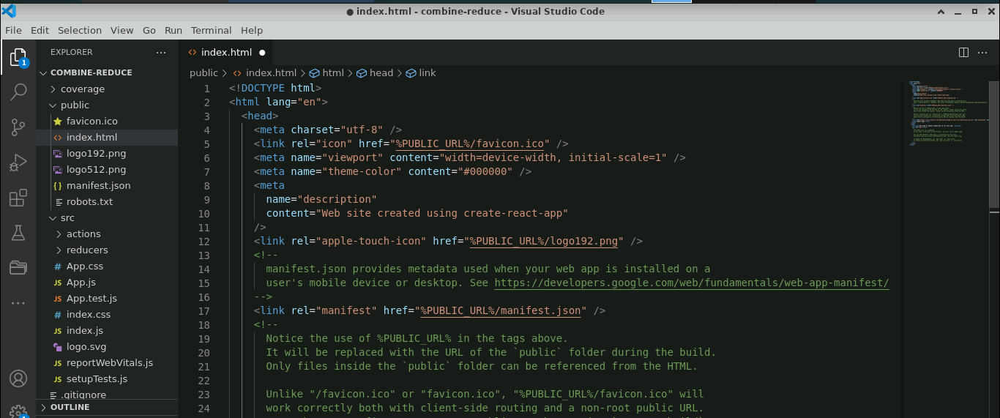 ● index.html - combine-reduce - Visual Studio Code
File Edit Selection View Go Run Terminal Help
EXPLORER
COMBINE-REDUCE
coverage
public
favicon.ico
index.html
logo192.png
logo512.png
{} manifest.json
robots.txt
src
actions
reducers
# App.css
JS App.js
JS App.test.js
# index.css
JS index.js
logo.svg
JS reportWebVitals.js
JS setupTests.js
.gitignore
OUTLINE
1
1
<> index.html ●
public > <> index.html > html > head > link
1 <!DOCTYPE html>
2 <html lang="en">
3 <head>
4 <meta charset="utf-8" />
5 <link rel="icon" href="%PUBLIC_URL%/favicon.ico" />
6 <meta name="viewport" content="width=device-width, initial-scale=1" />
7 <meta name="theme-color" content="#000000" />
8 <meta
9 name="description"
10 content="Web site created using create-react-app"
11 />
12 <link rel="apple-touch-icon" href="%PUBLIC_URL%/logo192.png" />
13 <!--
14 manifest.json provides metadata used when your web app is installed on a
15 user's mobile device or desktop. See https://developers.google.com/web/fundamentals/web-app-manifest/
16 -->
17 <link rel="manifest" href="%PUBLIC_URL%/manifest.json" />
18 <!--
19 Notice the use of %PUBLIC_URL% in the tags above.
20 It will be replaced with the URL of the `public` folder during the build.
21 Only files inside the `public` folder can be referenced from the HTML.
22
23 Unlike "/favicon.ico" or "favicon.ico", "%PUBLIC_URL%/favicon.ico" will
24 work correctly both with client-side routing and a non-root public URL.